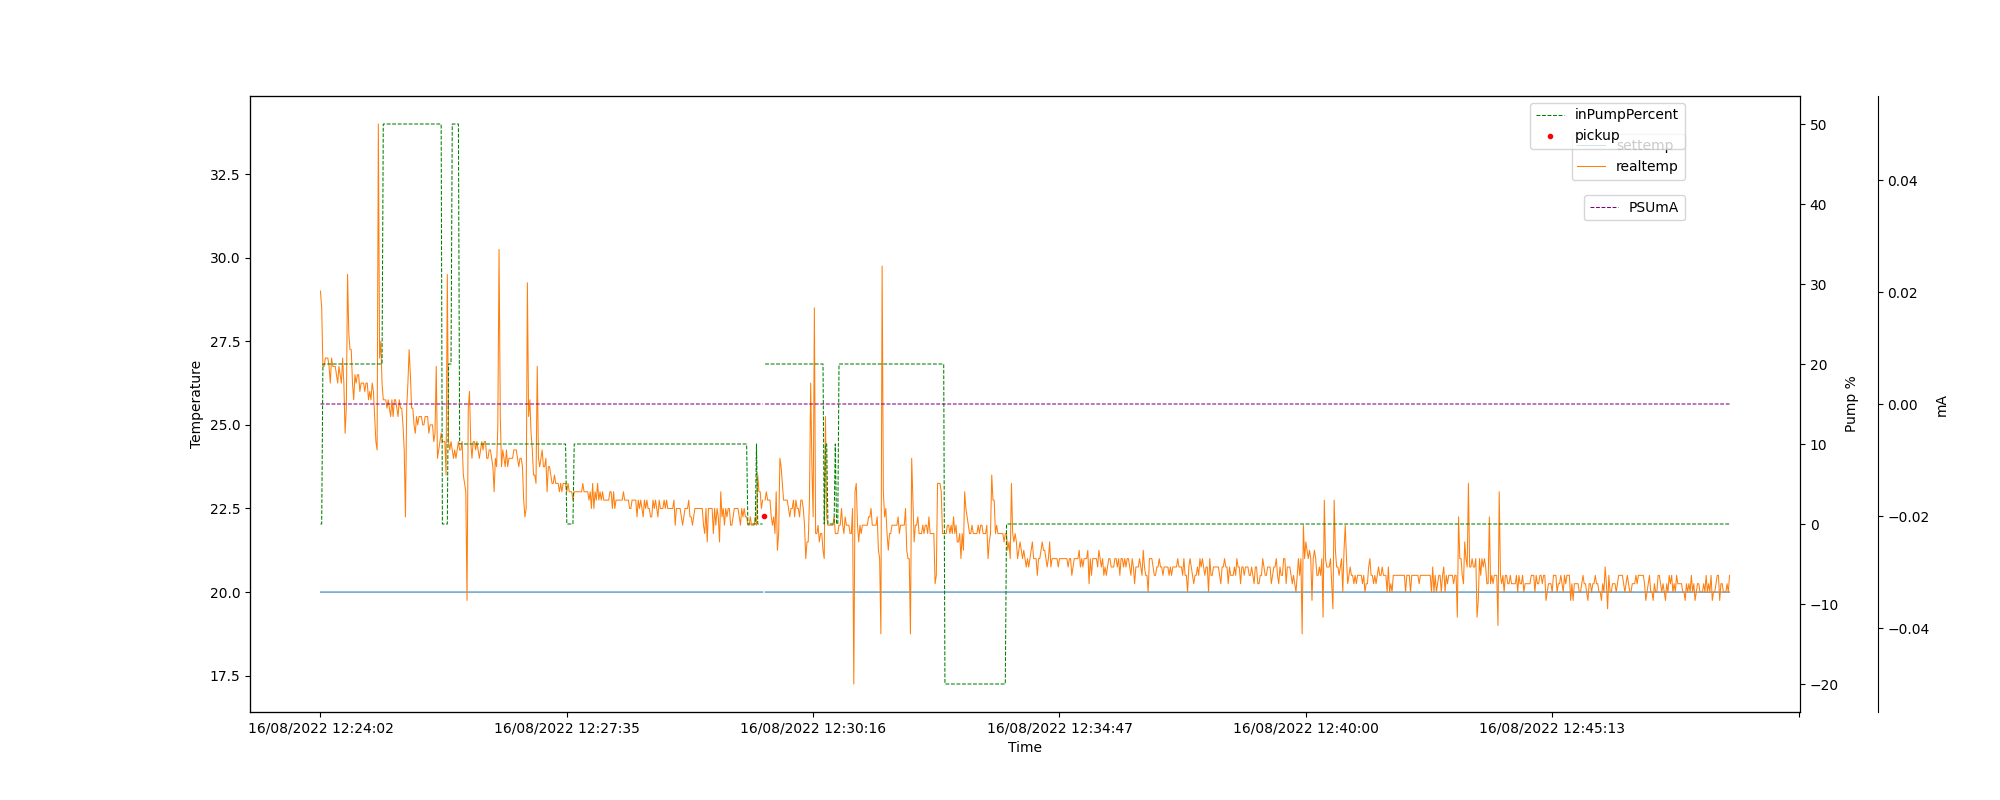 inPumpPercent
pickup
settemp
realtemp
PSUmA
Temperature
32.5
30.0
27.5
25.0
22.5
20.0
17.5
50
40
30
20
10
0
−10
−20
Pump %
0.04
0.02
0.00
−0.02
−0.04
mA
16/08/2022 12:24:02
16/08/2022 12:27:35
16/08/2022 12:30:16
16/08/2022 12:34:47
16/08/2022 12:40:00
16/08/2022 12:45:13
Time